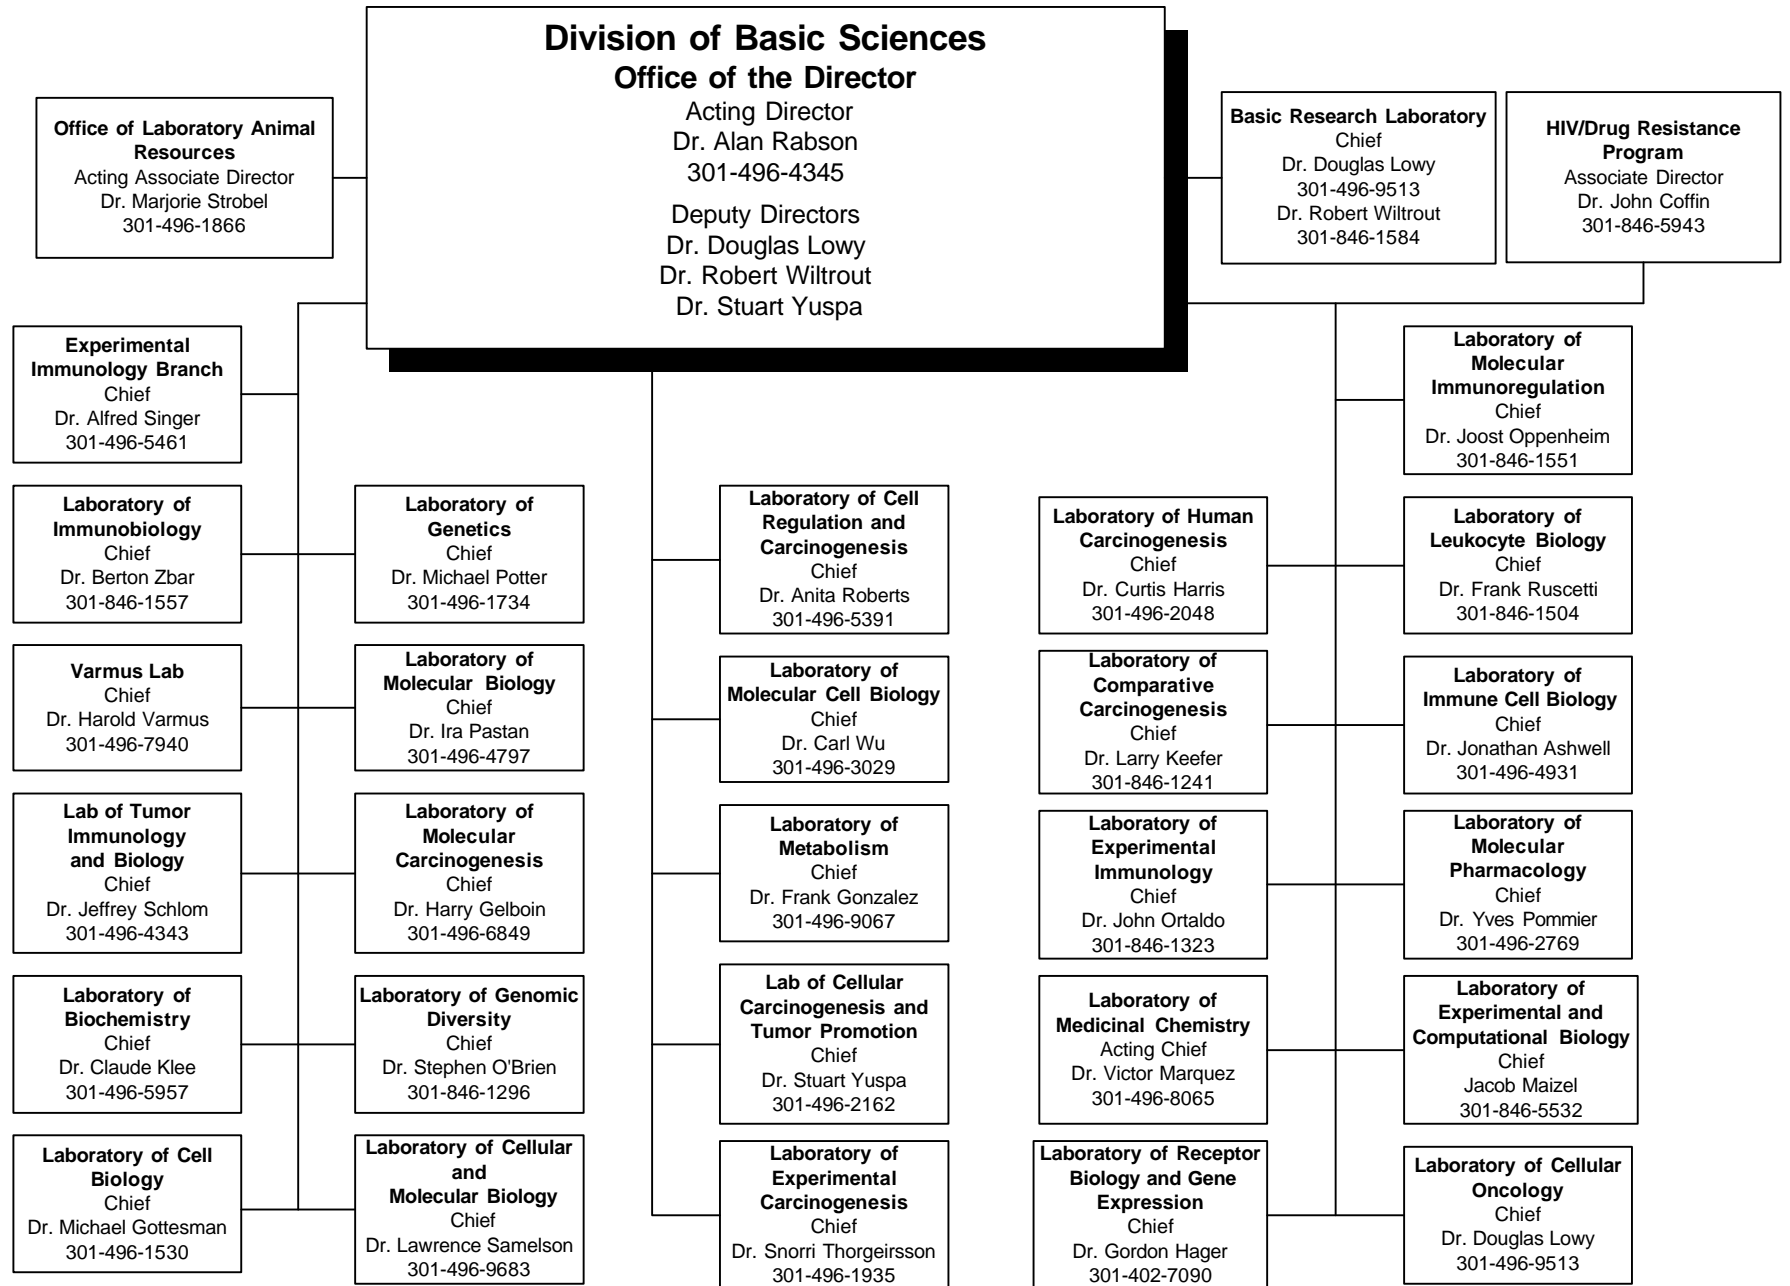 Division of Basic Sciences
Office of the Director
Acting Director
Dr. Alan Rabson
301-496-4345
Deputy Directors
Dr. Douglas Lowy
Dr. Robert Wiltrout
Dr. Stuart Yuspa
Office of Laboratory Animal
Resources
Acting Associate Director
Dr. Marjorie Strobel
301-496-1866
Basic Research Laboratory
Chief
Dr. Douglas Lowy
301-496-9513
Dr. Robert Wiltrout
301-846-1584
HIV/Drug Resistance
Program
Associate Director
Dr. John Coffin
301-846-5943
Experimental
Immunology Branch
Chief
Dr. Alfred Singer
301-496-5461
Laboratory of
Immunobiology
Chief
Dr. Berton Zbar
301-846-1557
Varmus Lab
Chief
Dr. Harold Varmus
301-496-7940
Lab of Tumor
Immunology
and Biology
Chief
Dr. Jeffrey Schlom
301-496-4343
Laboratory of
Biochemistry
Chief
Dr. Claude Klee
301-496-5957
Laboratory of Cell
Biology
Chief
Dr. Michael Gottesman
301-496-1530
Laboratory of
Genetics
Chief
Dr. Michael Potter
301-496-1734
Laboratory of
Molecular Biology
Chief
Dr. Ira Pastan
301-496-4797
Laboratory of
Molecular
Carcinogenesis
Chief
Dr. Harry Gelboin
301-496-6849
Laboratory of Genomic
Diversity
Chief
Dr. Stephen O'Brien
301-846-1296
Laboratory of Cellular
and
Molecular Biology
Chief
Dr. Lawrence Samelson
301-496-9683
Laboratory of Cell
Regulation and
Carcinogenesis
Chief
Dr. Anita Roberts
301-496-5391
Laboratory of
Molecular Cell Biology
Chief
Dr. Carl Wu
301-496-3029
Laboratory of
Metabolism
Chief
Dr. Frank Gonzalez
301-496-9067
Lab of Cellular
Carcinogenesis and
Tumor Promotion
Chief
Dr. Stuart Yuspa
301-496-2162
Laboratory of
Experimental
Carcinogenesis
Chief
Dr. Snorri Thorgeirsson
301-496-1935
Laboratory of Human
Carcinogenesis
Chief
Dr. Curtis Harris
301-496-2048
Laboratory of
Comparative
Carcinogenesis
Chief
Dr. Larry Keefer
301-846-1241
Laboratory of
Experimental
Immunology
Chief
Dr. John Ortaldo
301-846-1323
Laboratory of
Medicinal Chemistry
Acting Chief
Dr. Victor Marquez
301-496-8065
Laboratory of Receptor
Biology and Gene
Expression
Chief
Dr. Gordon Hager
301-402-7090
Laboratory of
Molecular
Immunoregulation
Chief
Dr. Joost Oppenheim
301-846-1551
Laboratory of
Leukocyte Biology
Chief
Dr. Frank Ruscetti
301-846-1504
Laboratory of
Immune Cell Biology
Chief
Dr. Jonathan Ashwell
301-496-4931
Laboratory of
Molecular
Pharmacology
Chief
Dr. Yves Pommier
301-496-2769
Laboratory of
Experimental and
Computational Biology
Chief
Jacob Maizel
301-846-5532
Laboratory of Cellular
Oncology
Chief
Dr. Douglas Lowy
301-496-9513